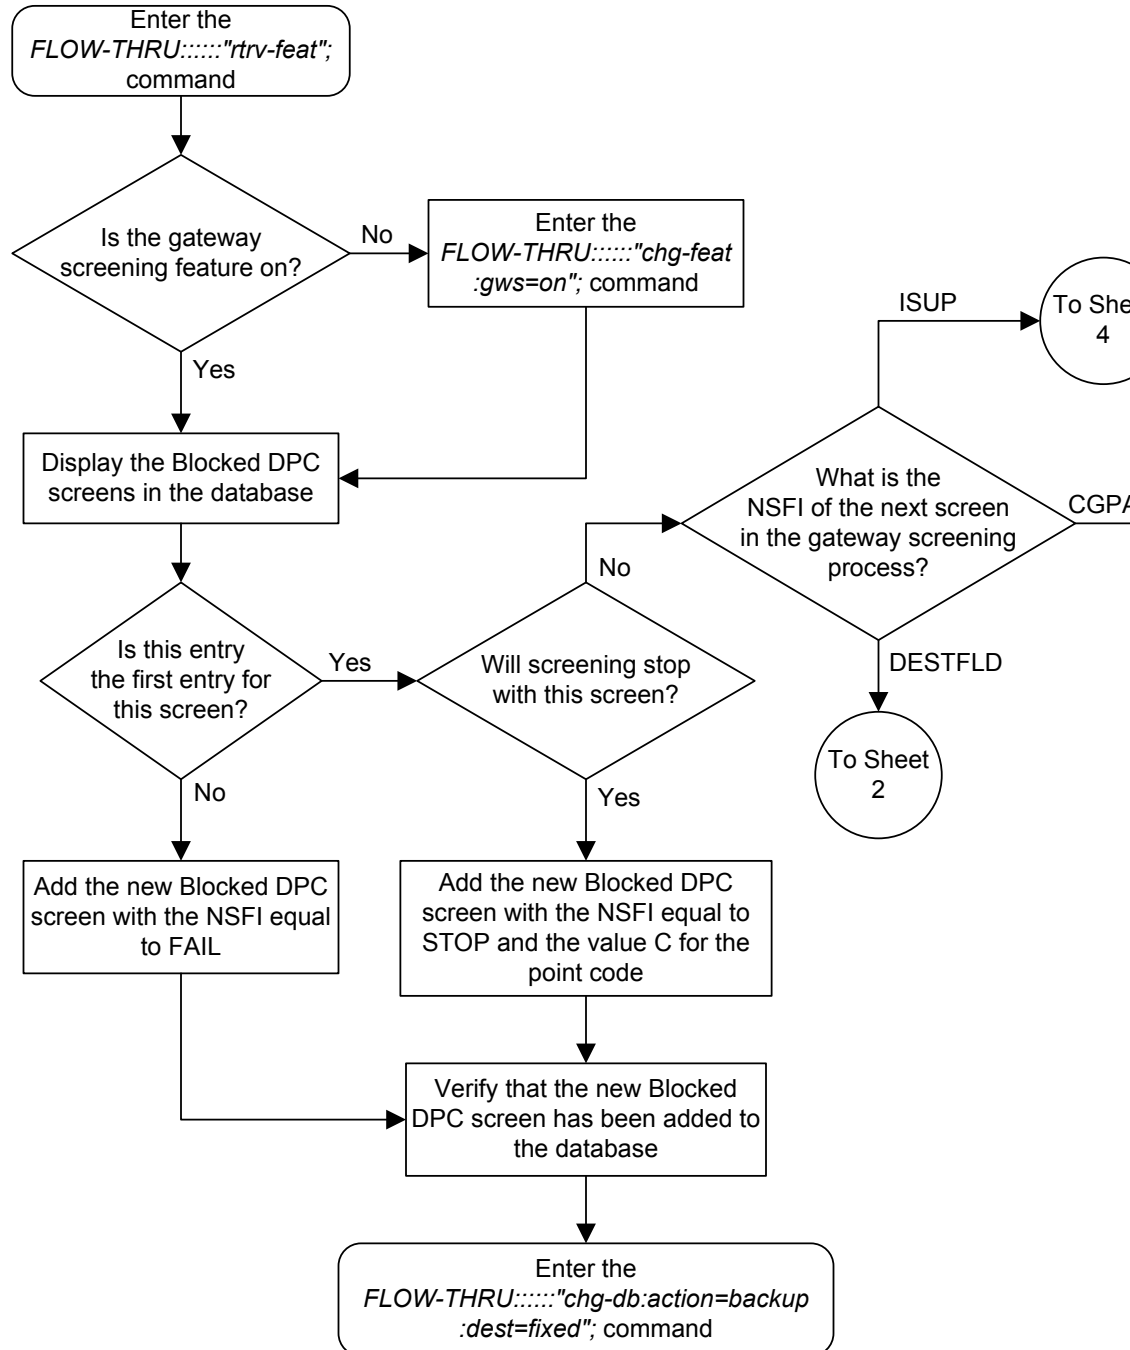 Enter the
FLOW-THRU::::::"rtrv-feat";
command
Is the gateway
screening feature on?
No
Enter the
FLOW-THRU::::::"chg-feat
:gws=on"; command
Yes
ISUP
To She
4
Display the Blocked DPC
screens in the database
What is the
NSFI of the next screen
in the gateway screening
process?
CGPA
No
Is this entry
the first entry for
this screen?
Yes
Will screening stop
with this screen?
DESTFLD
To Sheet
2
No
Yes
Add the new Blocked DPC
screen with the NSFI equal
to FAIL
Add the new Blocked DPC
screen with the NSFI equal to
STOP and the value C for the
point code
Verify that the new Blocked
DPC screen has been added to
the database
Enter the
FLOW-THRU::::::"chg-db:action=backup
:dest=fixed"; command